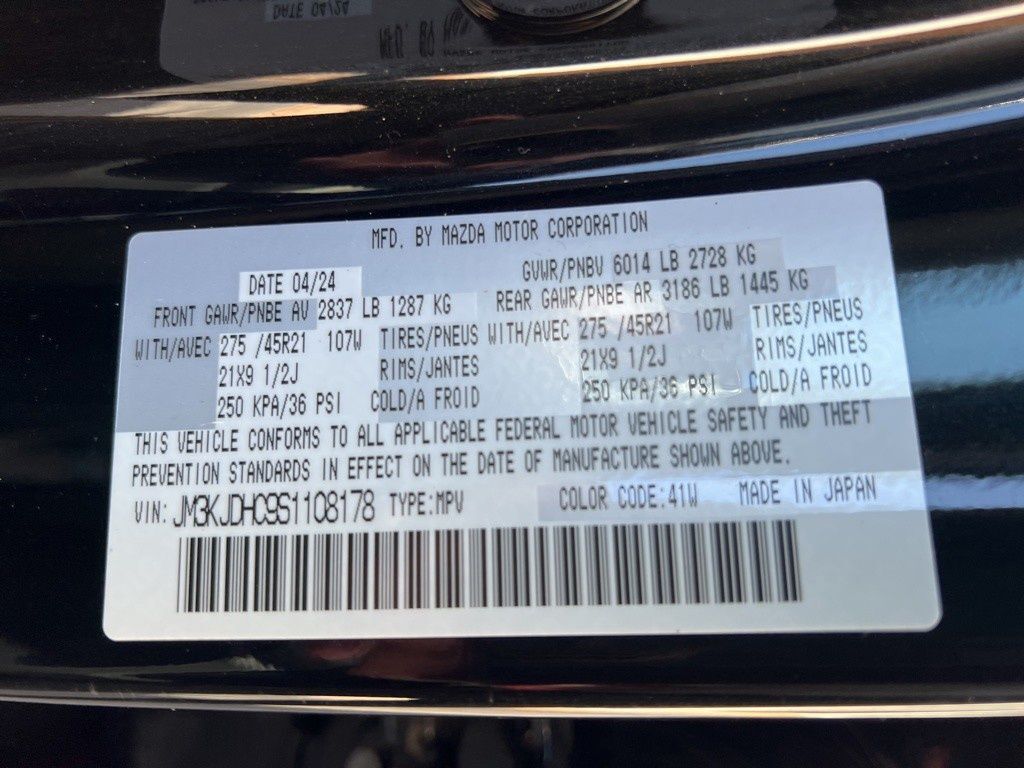 DATE 04/24
MFD. BY
MFD. BY MAZDA MOTOR CORPORATION
DATE 04/24 GVWR/PNBV 6014 LB 2728 KG
FRONT GAWR/PNBE AV 2837 LB 1287 KG REAR GAWR/PNBE AR 3186 LB 1445 KG
WITH/AVEC 275 /45R21 107W TIRES/PNEUS WITH/AVEC 275 /45R21 107W TIRES/PNEUS
21X9 1/2J RIMS/JANTES 21X9 1/2J RIMS/JANTES
250 KPA/36 PSI COLD/A FROID 250 KPA/36 PSI COLD/A FROID
THIS VEHICLE CONFORMS TO ALL APPLICABLE FEDERAL MOTOR VEHICLE SAFETY AND THEFT
PREVENTION STANDARDS IN EFFECT ON THE DATE OF MANUFACTURE SHOWN ABOVE.
VIN: JM3KJDHC9S1108178 TYPE:MPV COLOR CODE:41W MADE IN JAPAN